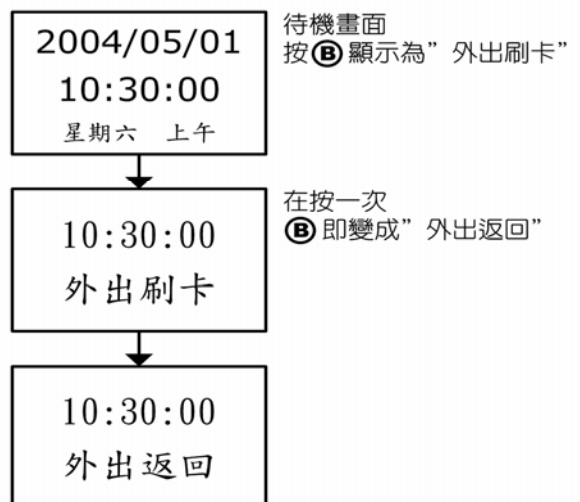 2004/05/01
10:30:00
星期六 上午
待機畫面
按Ⓑ顯示為”外出刷卡”
10:30:00
外出刷卡
在按一次
Ⓑ即變成”外出返回”
10:30:00
外出返回